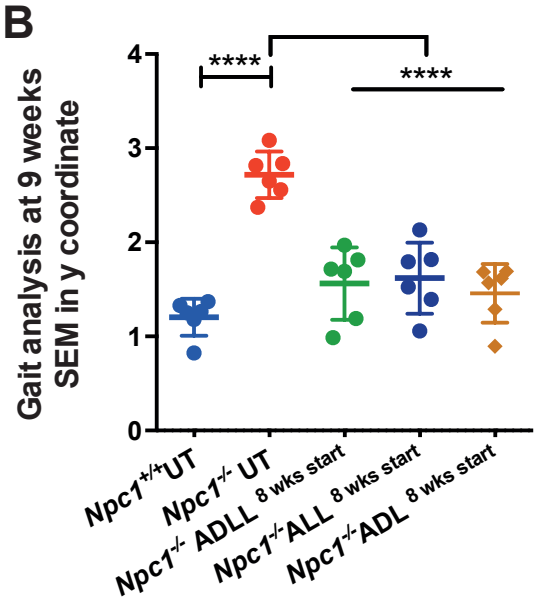 B
Gait analysis at 9 weeks
SEM in y coordinate
4
3
2
1
0
****
****
Npc1+/+UT
Npc1-/- UT
Npc1-/- ADLL 8 wks start
Npc1-/-ALL 8 wks start
Npc1-/-ADL 8 wks start